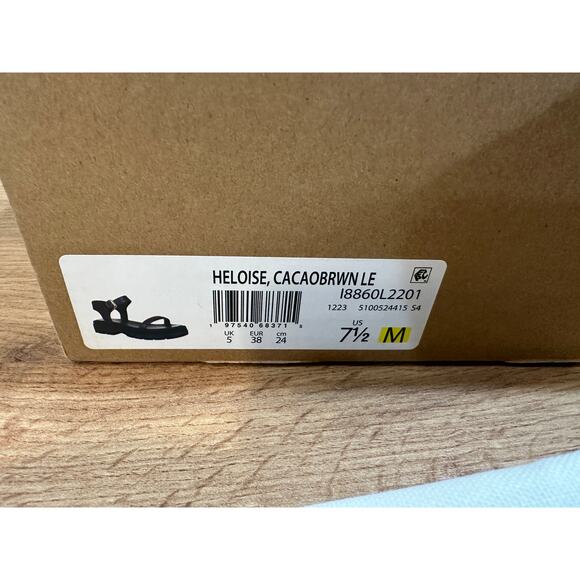 HELOISE, CACAOBRWN LE
I8860L2201
1223 5100524415 S4
1 97540 68371 5
UK EUR cm
5 38 24
US
7½ M